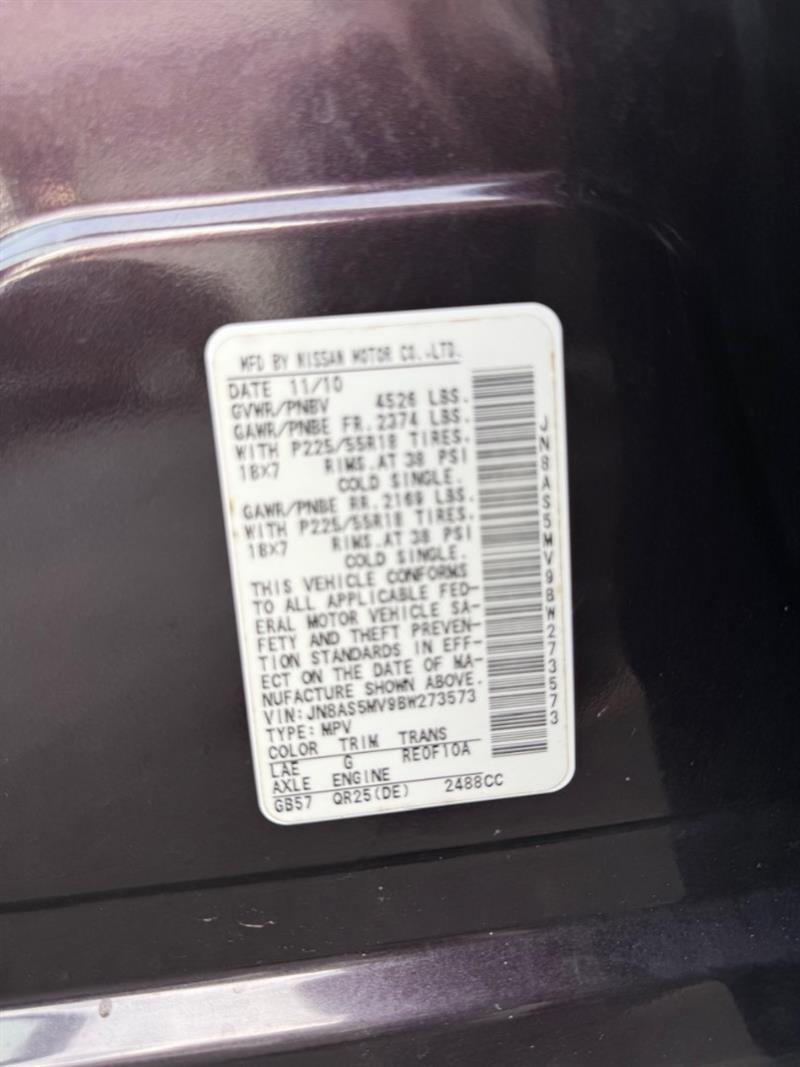 MFD BY NISSAN MOTOR CO.,LTD.
DATE 11/10
GVWR/PNBV 4526 LBS.
GAWR/PNBE FR. 2374 LBS.
WITH P225/55R18 TIRES.
18X7 RIMS.AT 38 PSI
COLD SINGLE.
GAWR/PNBE RR. 2169 LBS.
WITH P225/55R18 TIRES.
18X7 RIMS.AT 38 PSI
COLD SINGLE.
THIS VEHICLE CONFORMS
TO ALL APPLICABLE FED-
ERAL MOTOR VEHICLE SA-
FETY AND THEFT PREVEN-
TION STANDARDS IN EFF-
ECT ON THE DATE OF MA-
NUFACTURE SHOWN ABOVE.
VIN: JN8AS5MV9BW273573
TYPE: MPV
COLOR TRIM TRANS
LAE G RE0F10A
AXLE ENGINE
GB57 QR25(DE) 2488CC
JN8AS5MV9BW273573